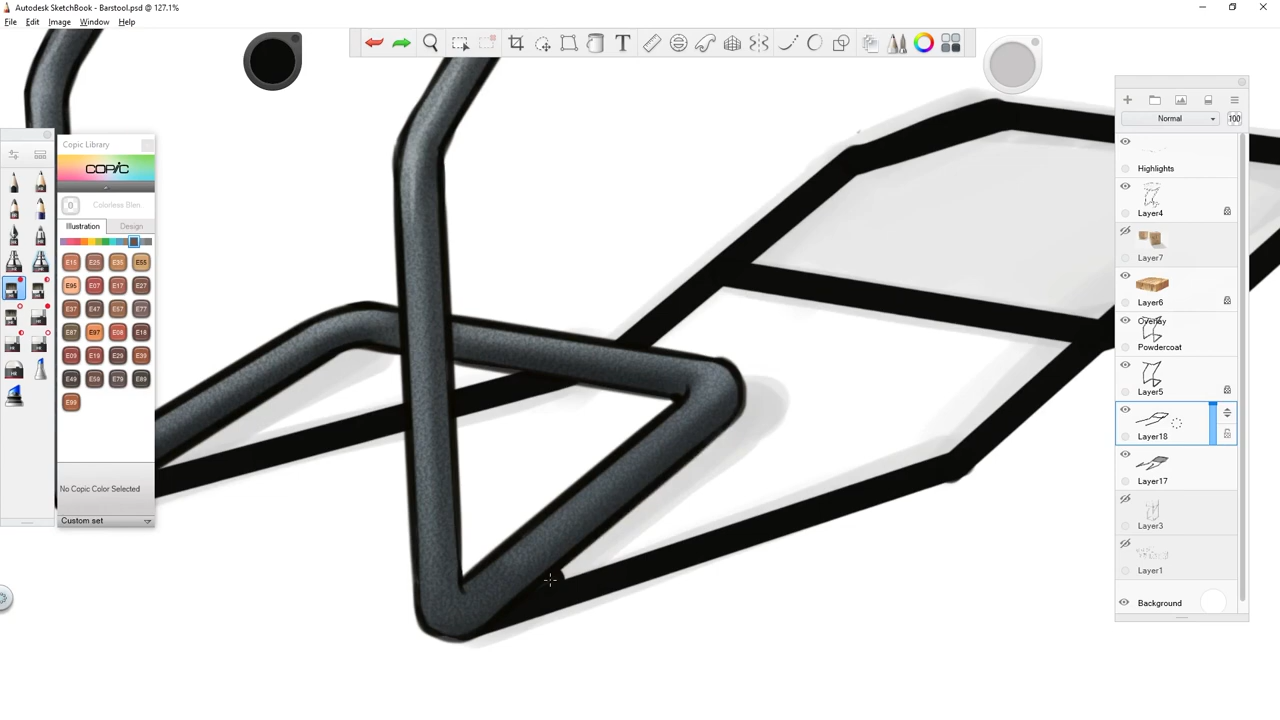 Autodesk SketchBook - Barstool.psd @ 127.1%
File Edit Image Window Help
Copic Library
COPIC
0 Colorless Blen..
Illustration Design
E15 E25 E35 E55
E95 E07 E17 E27
E37 E47 E57 E77
E87 E97 E08 E18
E09 E19 E29 E39
E49 E59 E79 E89
E99
No Copic Color Selected
Custom set
Normal 100
Highlights
Layer4
Layer7
Layer6
Overlay
Powdercoat
Layer5
Layer18
Layer17
Layer3
Layer1
Background